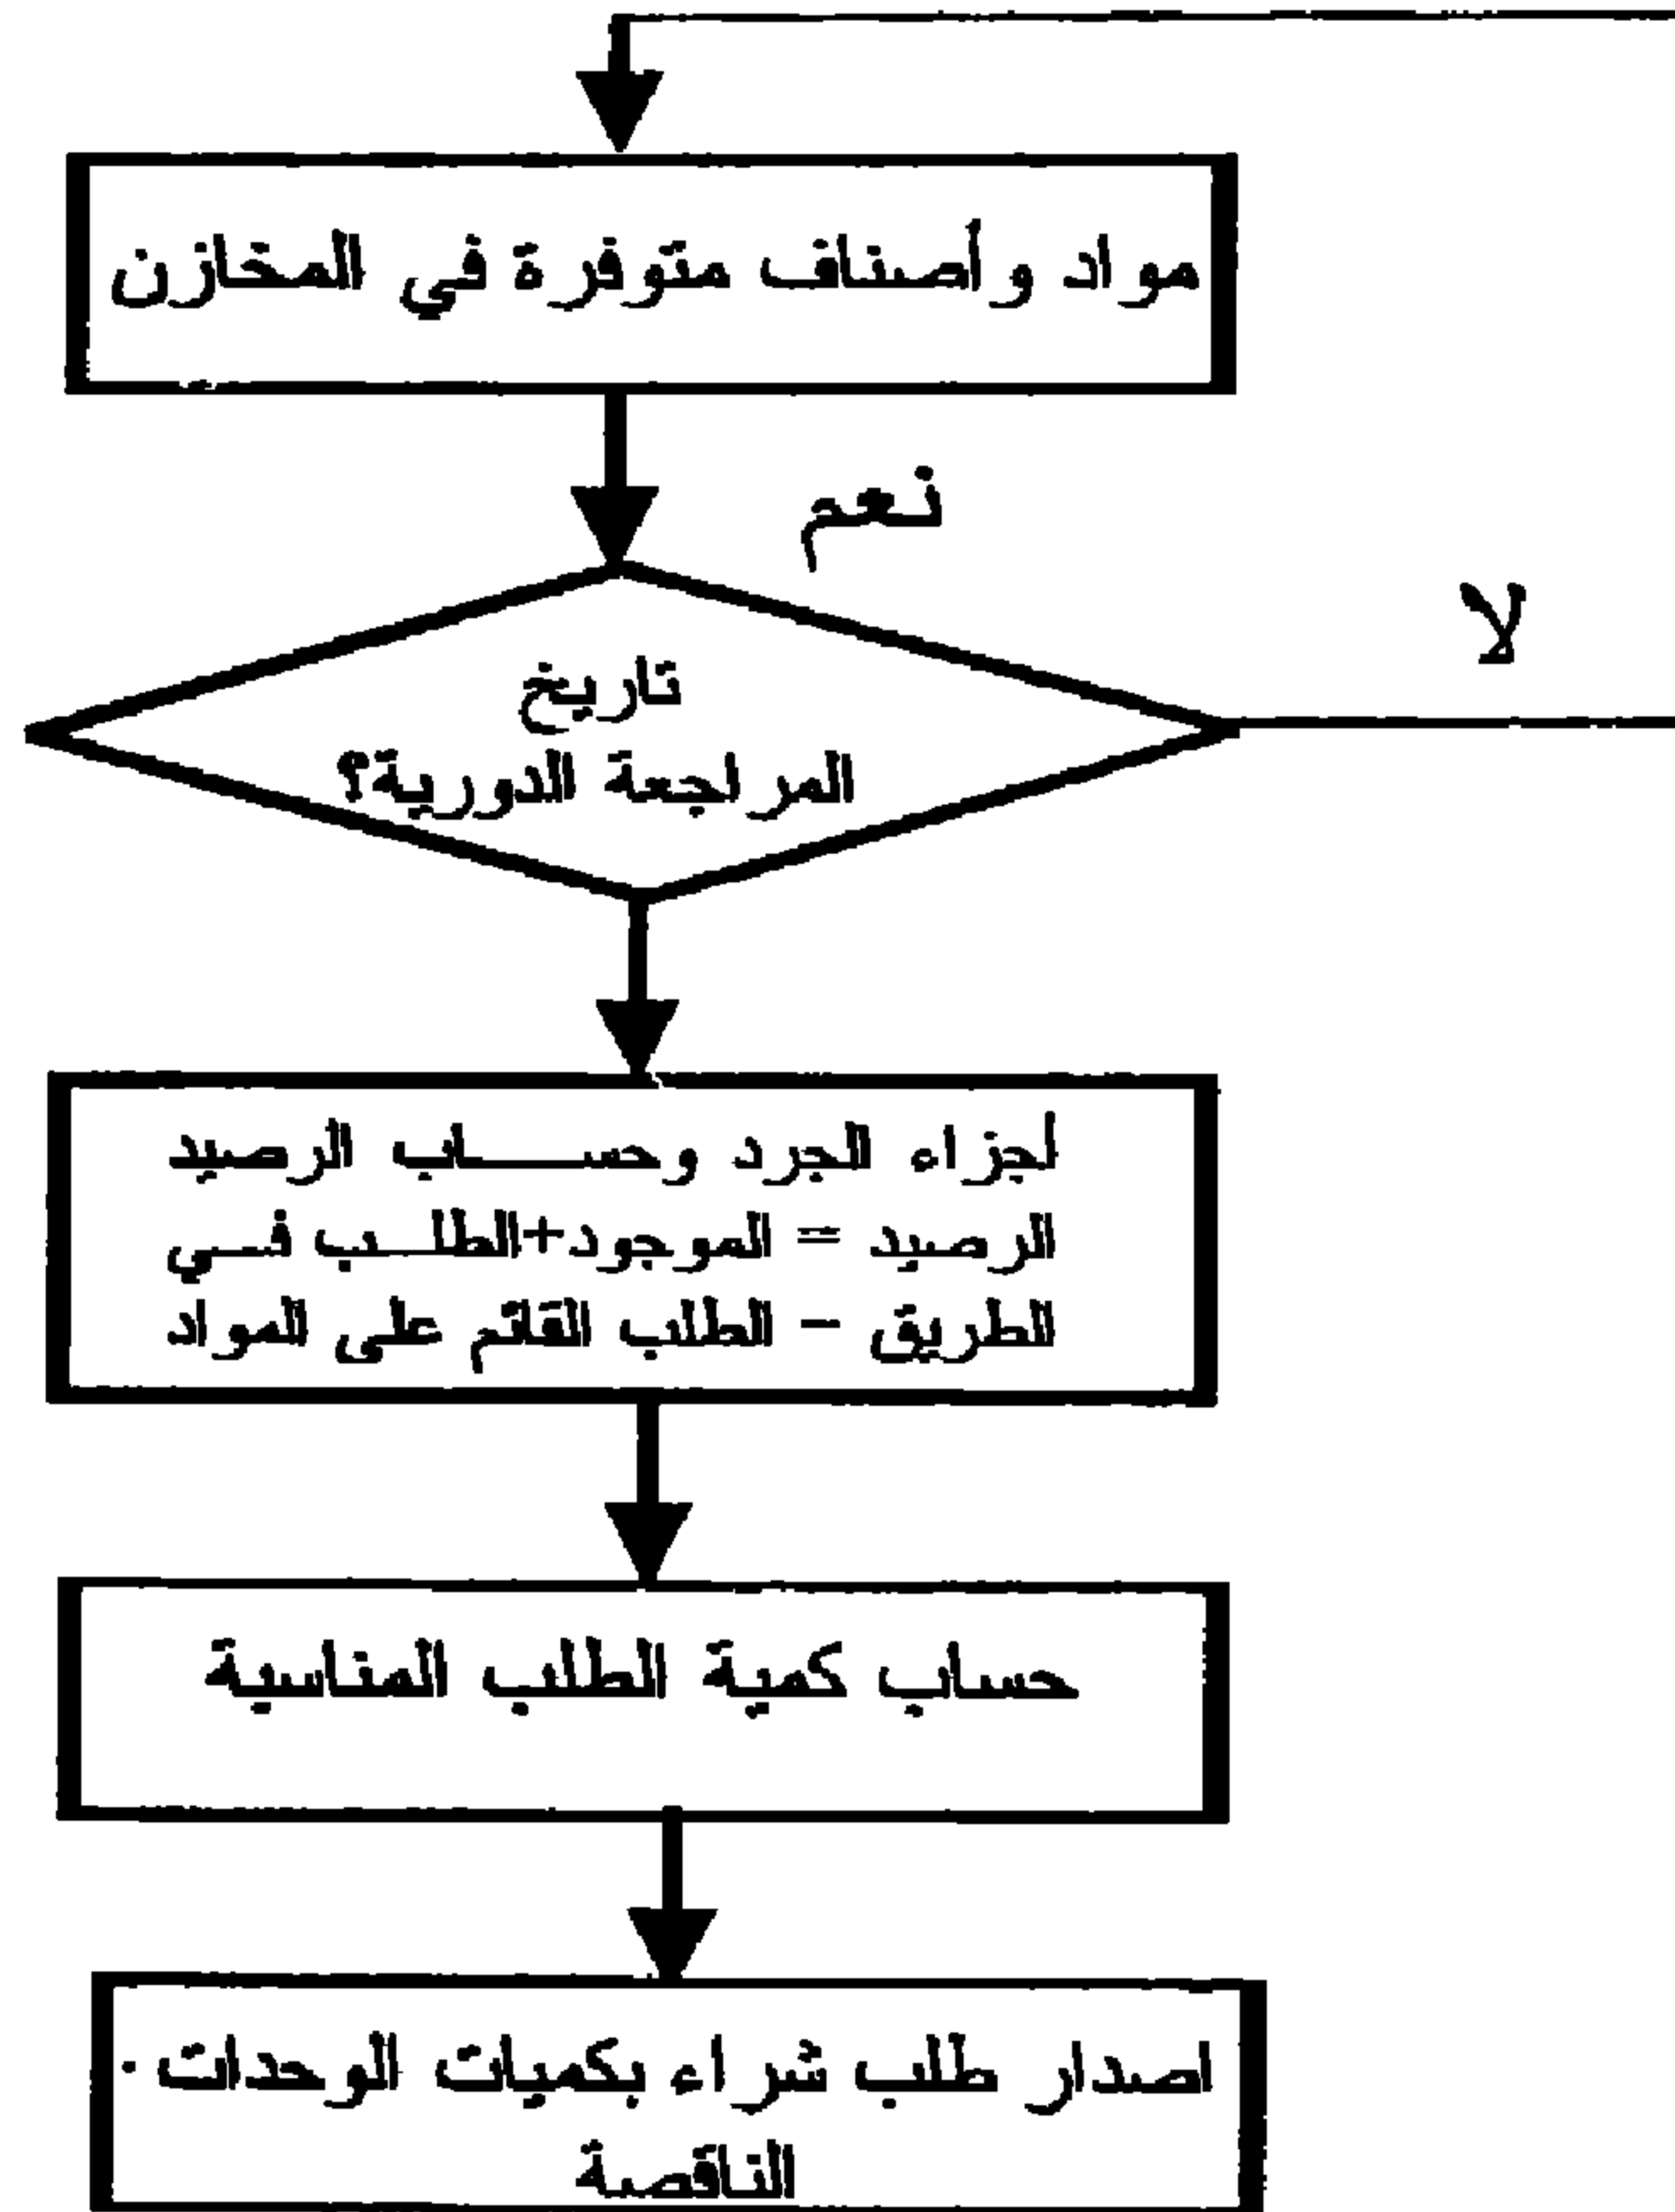 مواد وأصناف متوفرة في المخازن
نعم
لا
تاريخ
المراجعة الدورية؟
أجراء الجرد وحساب الرصيد
الرصيد = الموجود+الطلب في
الطريق – الطلب القائم على المواد
حساب كمية الطلب المناسبة
اصدار طلب شراء بكميات الوحدات .
الناقصة